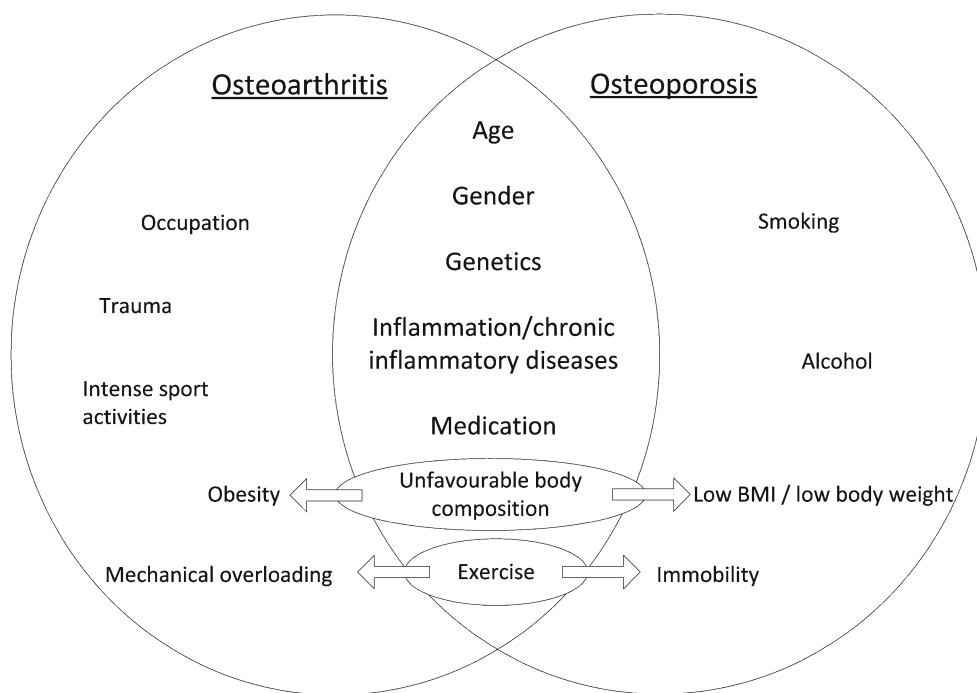 Osteoarthritis
Osteoporosis
Age
Gender
Genetics
Inflammation/chronic
inflammatory diseases
Medication
Occupation
Trauma
Intense sport
activities
Smoking
Alcohol
Obesity
Unfavourable body
composition
Low BMI / low body weight
Mechanical overloading
Exercise
Immobility